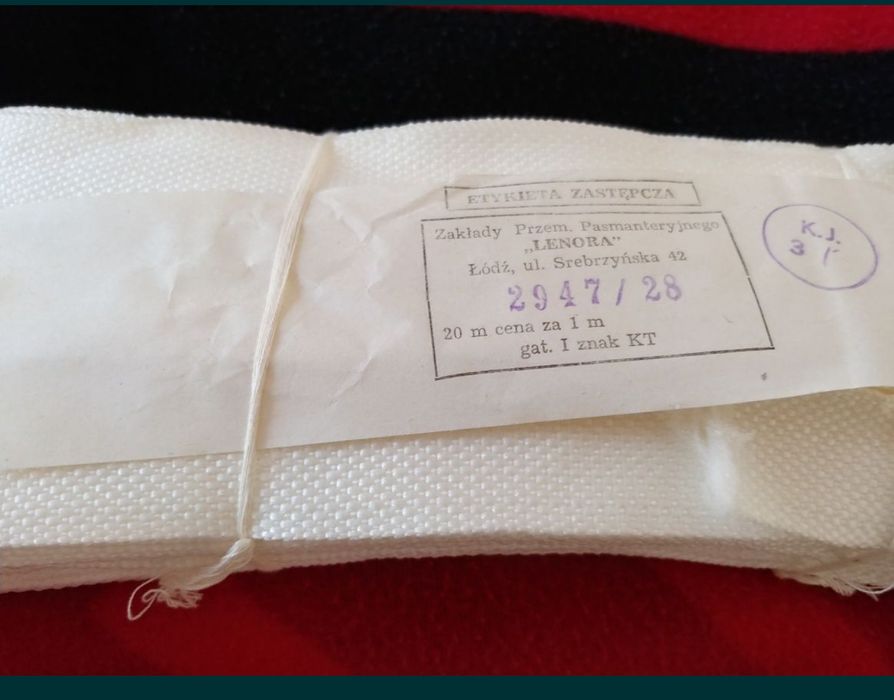 ETYKIETA ZASTĘPCZA
Zakłady Przem. Pasmanteryjnego
„LENORA”
Łódź, ul. Srebrzyńska 42
2947/28
20 m cena za 1 m
gat. I znak KT
K.J.
3